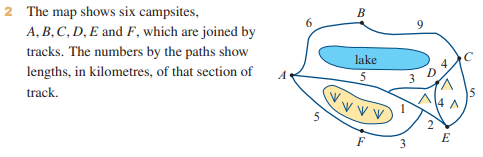 2 The map shows six campsites,
A, B, C, D, E and F, which are joined by
tracks. The numbers by the paths show
lengths, in kilometres, of that section of
track.
B
6
9
lake
C
4
A
5
3
D
4
5
1
5
2
F
3
E